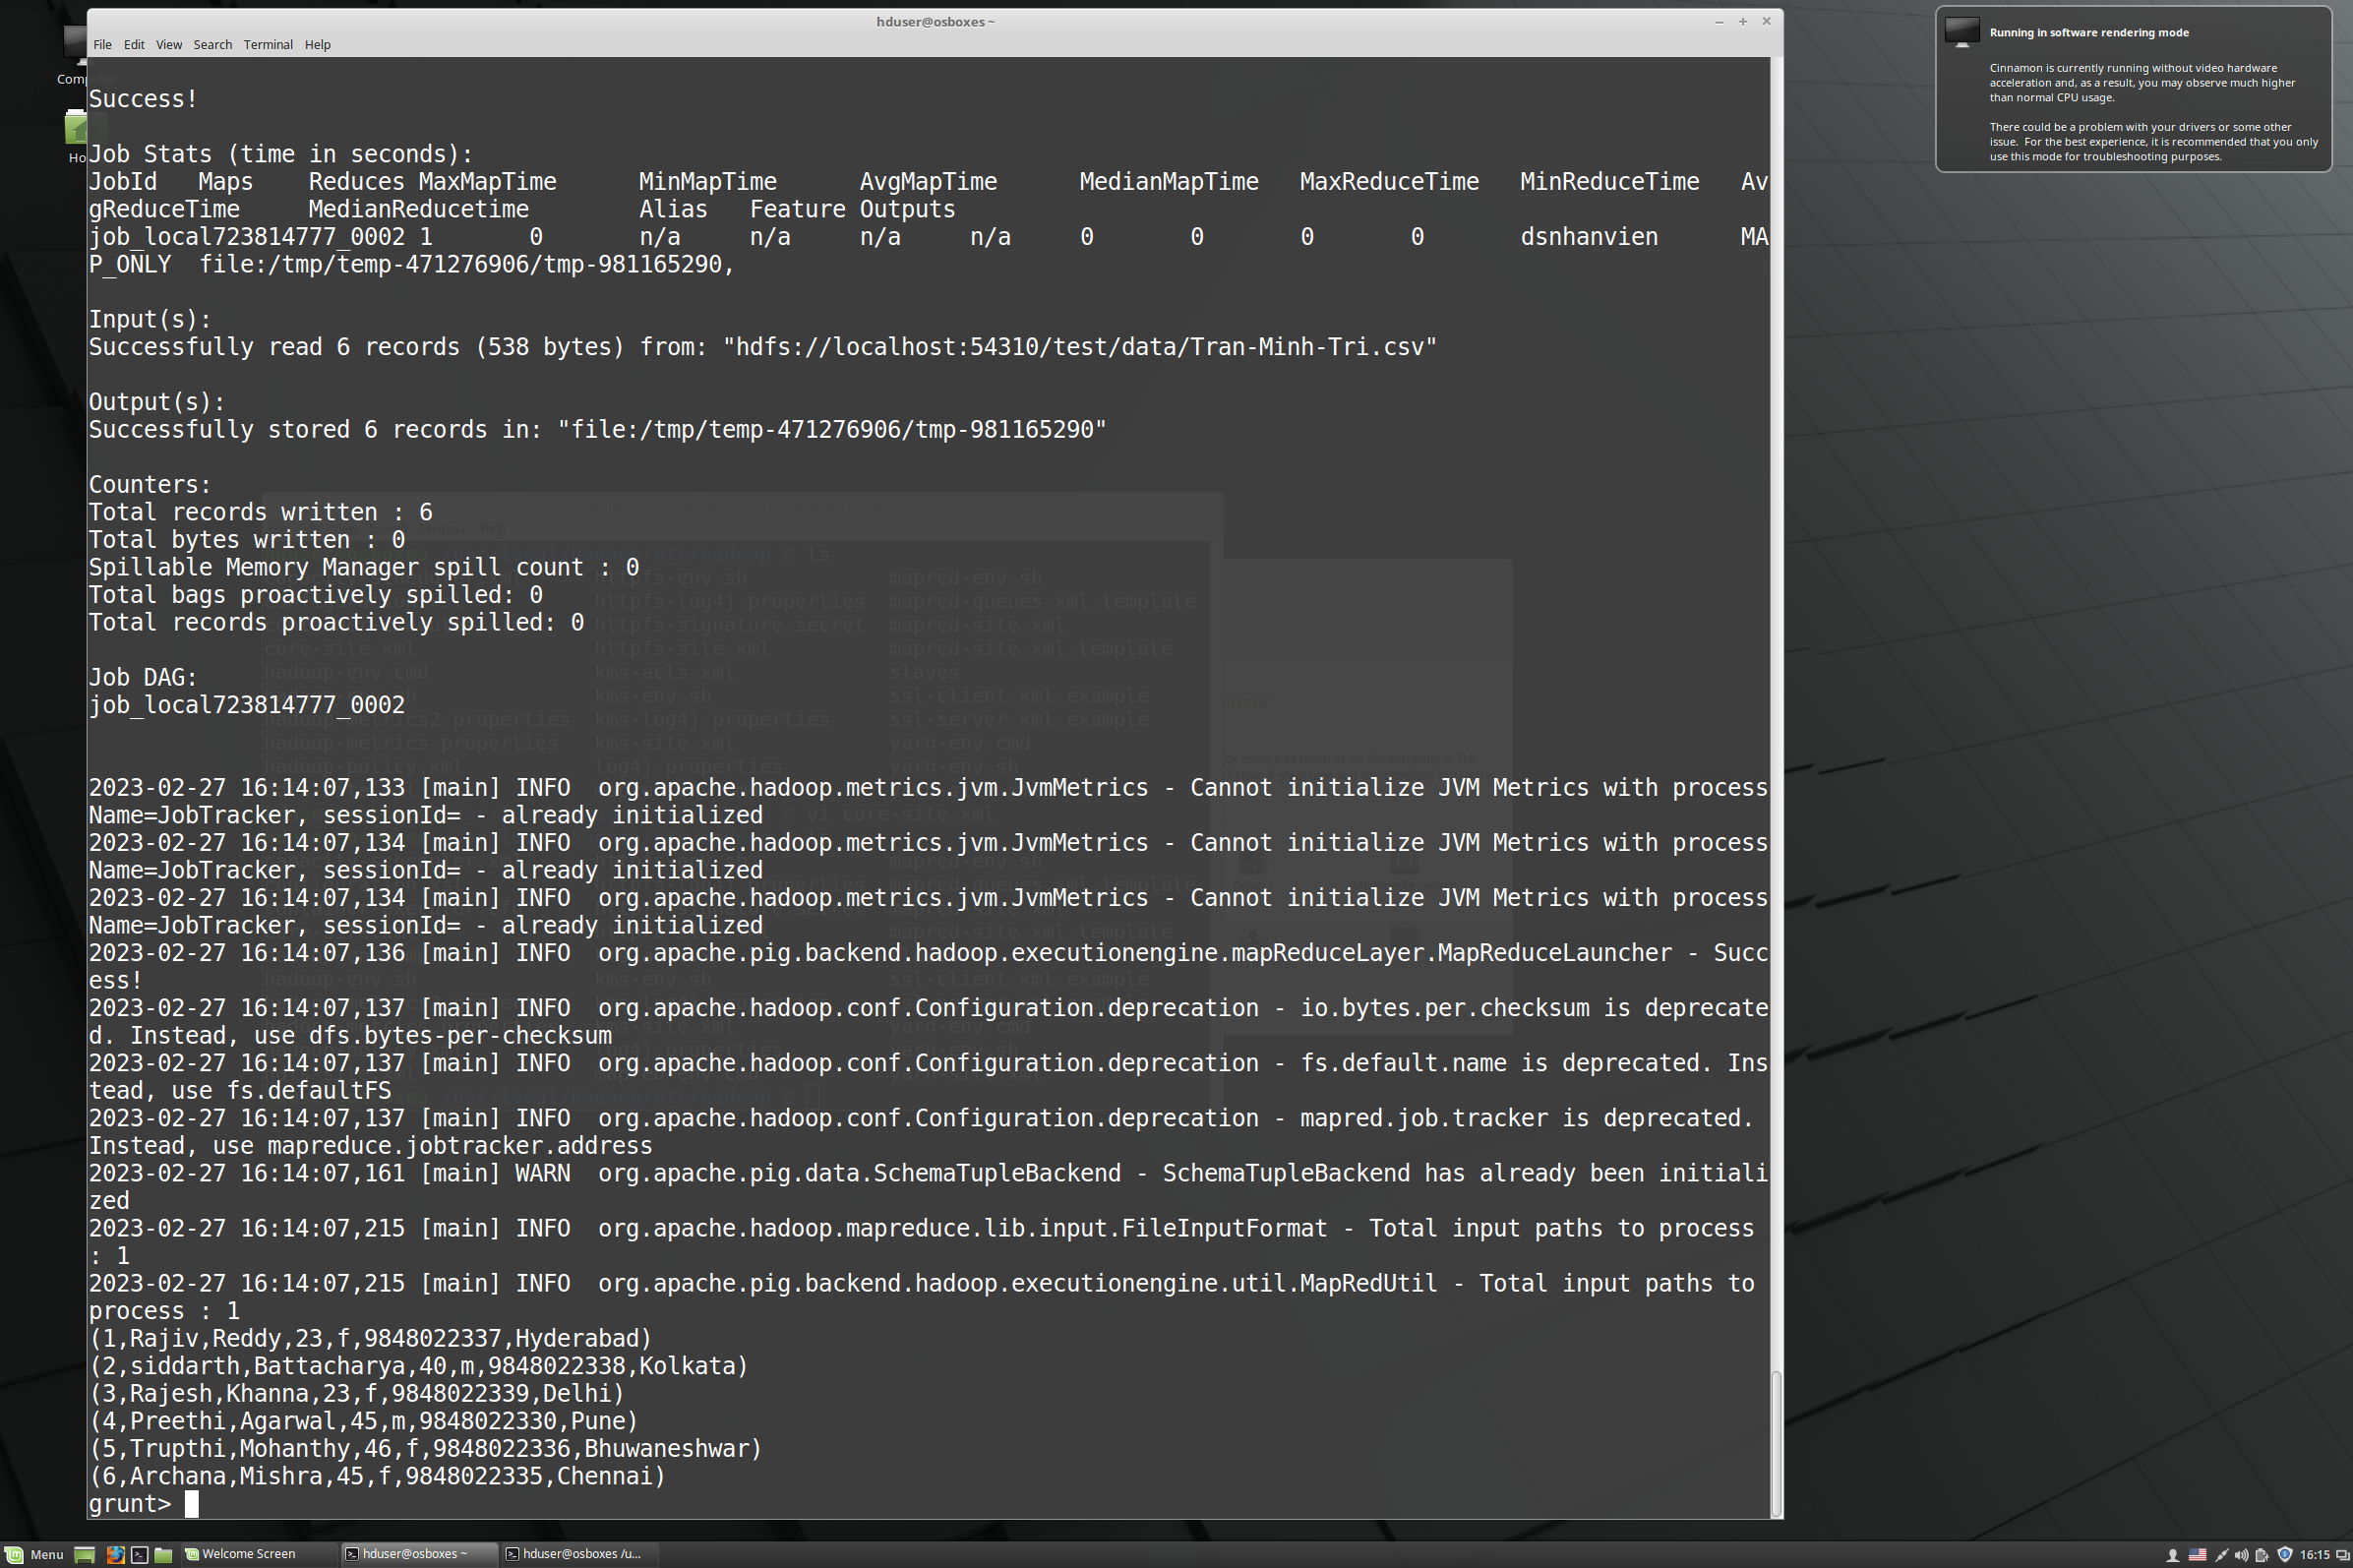 hduser@osboxes ~
File Edit View Search Terminal Help
Success!
Job Stats (time in seconds):
JobId Maps Reduces MaxMapTime MinMapTime AvgMapTime MedianMapTime MaxReduceTime MinReduceTime Av
gReduceTime MedianReducetime Alias Feature Outputs
job_local723814777_0002 1 0 n/a n/a n/a n/a 0 0 0 0 dsnhanvien MA
P_ONLY file:/tmp/temp-471276906/tmp-981165290,
Input(s):
Successfully read 6 records (538 bytes) from: "hdfs://localhost:54310/test/data/Tran-Minh-Tri.csv"
Output(s):
Successfully stored 6 records in: "file:/tmp/temp-471276906/tmp-981165290"
Counters:
Total records written : 6
Total bytes written : 0
Spillable Memory Manager spill count : 0
Total bags proactively spilled: 0
Total records proactively spilled: 0
Job DAG:
job_local723814777_0002
2023-02-27 16:14:07,133 [main] INFO org.apache.hadoop.metrics.jvm.JvmMetrics - Cannot initialize JVM Metrics with process
Name=JobTracker, sessionId= - already initialized
2023-02-27 16:14:07,134 [main] INFO org.apache.hadoop.metrics.jvm.JvmMetrics - Cannot initialize JVM Metrics with process
Name=JobTracker, sessionId= - already initialized
2023-02-27 16:14:07,134 [main] INFO org.apache.hadoop.metrics.jvm.JvmMetrics - Cannot initialize JVM Metrics with process
Name=JobTracker, sessionId= - already initialized
2023-02-27 16:14:07,136 [main] INFO org.apache.pig.backend.hadoop.executionengine.mapReduceLayer.MapReduceLauncher - Succ
ess!
2023-02-27 16:14:07,137 [main] INFO org.apache.hadoop.conf.Configuration.deprecation - io.bytes.per.checksum is deprecate
d. Instead, use dfs.bytes-per-checksum
2023-02-27 16:14:07,137 [main] INFO org.apache.hadoop.conf.Configuration.deprecation - fs.default.name is deprecated. Ins
tead, use fs.defaultFS
2023-02-27 16:14:07,137 [main] INFO org.apache.hadoop.conf.Configuration.deprecation - mapred.job.tracker is deprecated.
Instead, use mapreduce.jobtracker.address
2023-02-27 16:14:07,161 [main] WARN org.apache.pig.data.SchemaTupleBackend - SchemaTupleBackend has already been initiali
zed
2023-02-27 16:14:07,215 [main] INFO org.apache.hadoop.mapreduce.lib.input.FileInputFormat - Total input paths to process
: 1
2023-02-27 16:14:07,215 [main] INFO org.apache.pig.backend.hadoop.executionengine.util.MapRedUtil - Total input paths to
process : 1
(1,Rajiv,Reddy,23,f,9848022337,Hyderabad)
(2,siddarth,Battacharya,40,m,9848022338,Kolkata)
(3,Rajesh,Khanna,23,f,9848022339,Delhi)
(4,Preethi,Agarwal,45,m,9848022330,Pune)
(5,Trupthi,Mohanthy,46,f,9848022336,Bhuwaneshwar)
(6,Archana,Mishra,45,f,9848022335,Chennai)
grunt>
Running in software rendering mode
Cinnamon is currently running without video hardware
acceleration and, as a result, you may observe much higher
than normal CPU usage.
There could be a problem with your drivers or some other
issue. For the best experience, it is recommended that you only
use this mode for troubleshooting purposes.
Menu Welcome Screen hduser@osboxes ~ hduser@osboxes /u... 16:15